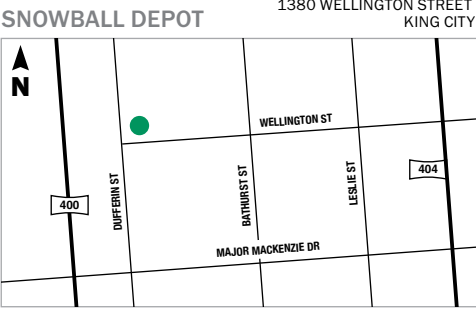 SNOWBALL DEPOT
1380 WELLINGTON STREET
KING CITY
N
WELLINGTON ST
DUFFERIN ST
BATHURST ST
LESLIE ST
404
400
MAJOR MACKENZIE DR